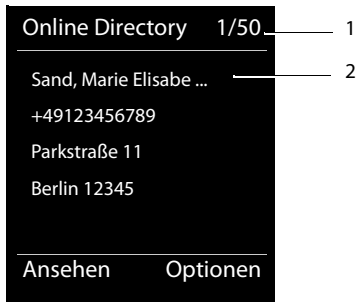 Online Directory 1/50 1
Sand, Marie Elisabe ... 2
+49123456789
Parkstraße 11
Berlin 12345
Ansehen Optionen